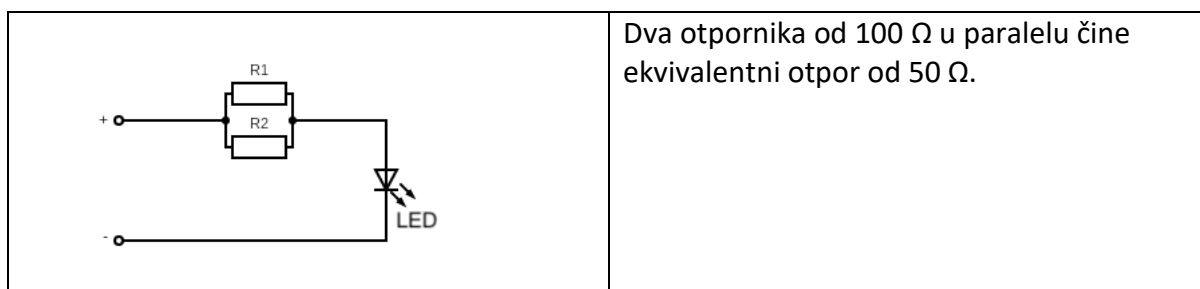 R1
R2
+
-
LED
Dva otpornika od 100 Ω u paralelu čine
ekvivalentni otpor od 50 Ω.